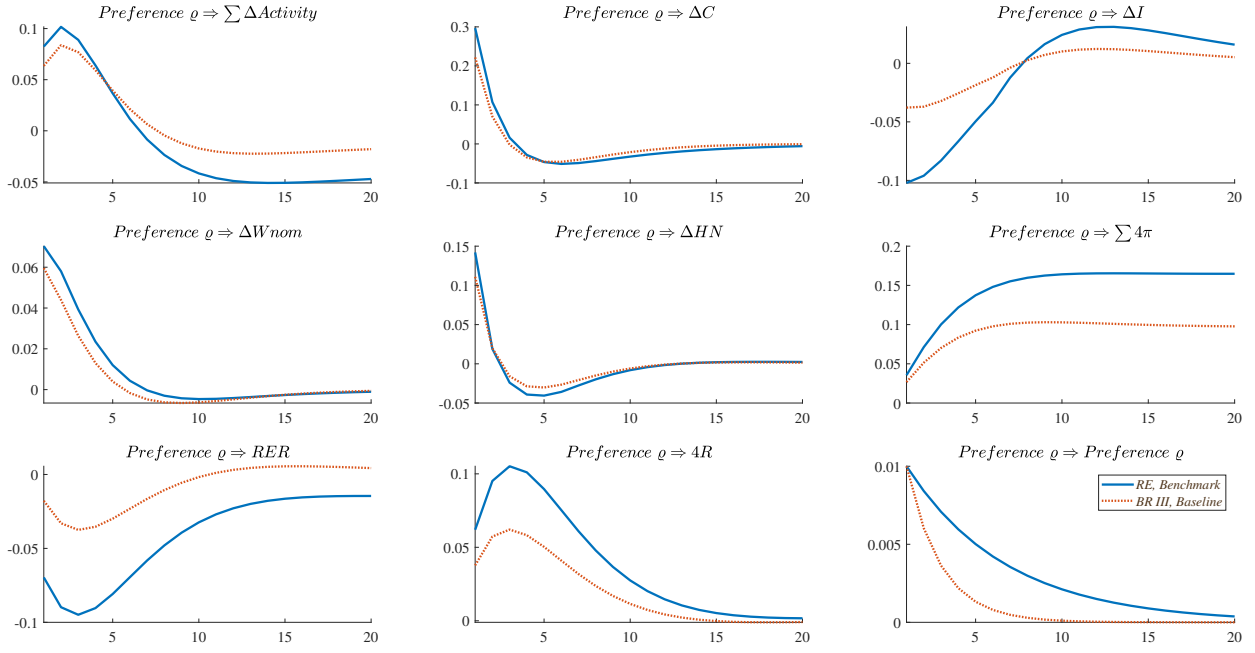 Preference ϱ ⇒ ∑ ΔActivity
0.1
0.05
0
-0.05
5 10 15 20
Preference ϱ ⇒ ΔC
0.3
0.2
0.1
0
-0.1
5 10 15 20
Preference ϱ ⇒ ΔI
0
-0.05
-0.1
5 10 15 20
Preference ϱ ⇒ ΔWnom
0.06
0.04
0.02
0
5 10 15 20
Preference ϱ ⇒ ΔHN
0.15
0.1
0.05
0
-0.05
5 10 15 20
Preference ϱ ⇒ ∑ 4π
0.2
0.15
0.1
0.05
0
5 10 15 20
Preference ϱ ⇒ RER
0
-0.05
-0.1
5 10 15 20
Preference ϱ ⇒ 4R
0.1
0.05
0
5 10 15 20
Preference ϱ ⇒ Preference ϱ
0.01
0.005
0
5 10 15 20
RE, Benchmark
BR III, Baseline